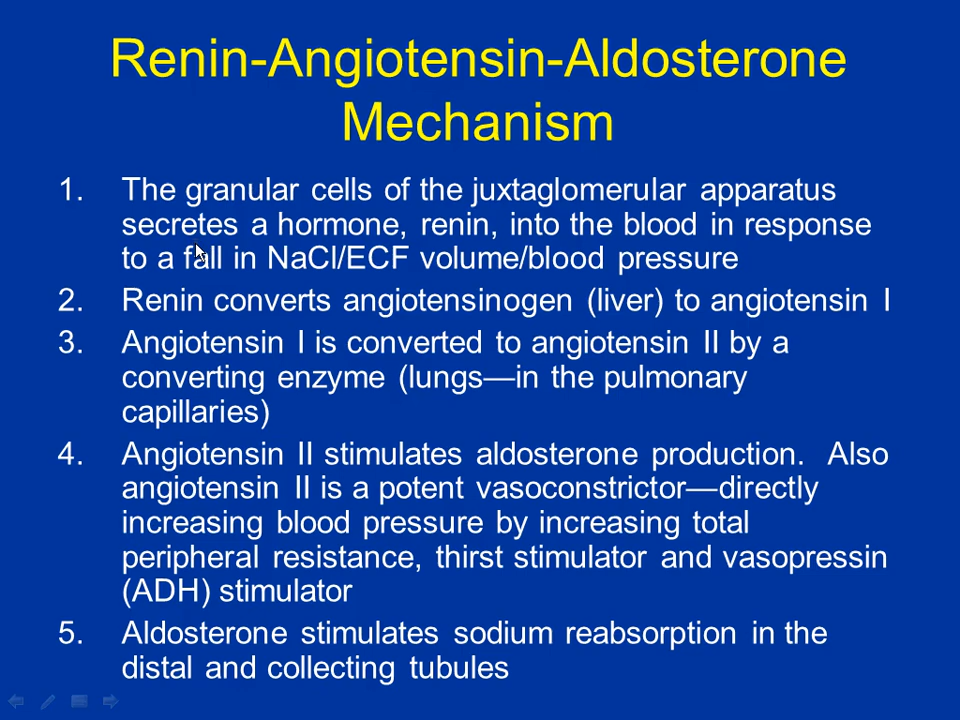 Renin-Angiotensin-Aldosterone
Mechanism
1. The granular cells of the juxtaglomerular apparatus
secretes a hormone, renin, into the blood in response
to a fall in NaCl/ECF volume/blood pressure
2. Renin converts angiotensinogen (liver) to angiotensin I
3. Angiotensin I is converted to angiotensin II by a
converting enzyme (lungs—in the pulmonary
capillaries)
4. Angiotensin II stimulates aldosterone production.  Also
angiotensin II is a potent vasoconstrictor—directly
increasing blood pressure by increasing total
peripheral resistance, thirst stimulator and vasopressin
(ADH) stimulator
5. Aldosterone stimulates sodium reabsorption in the
distal and collecting tubules